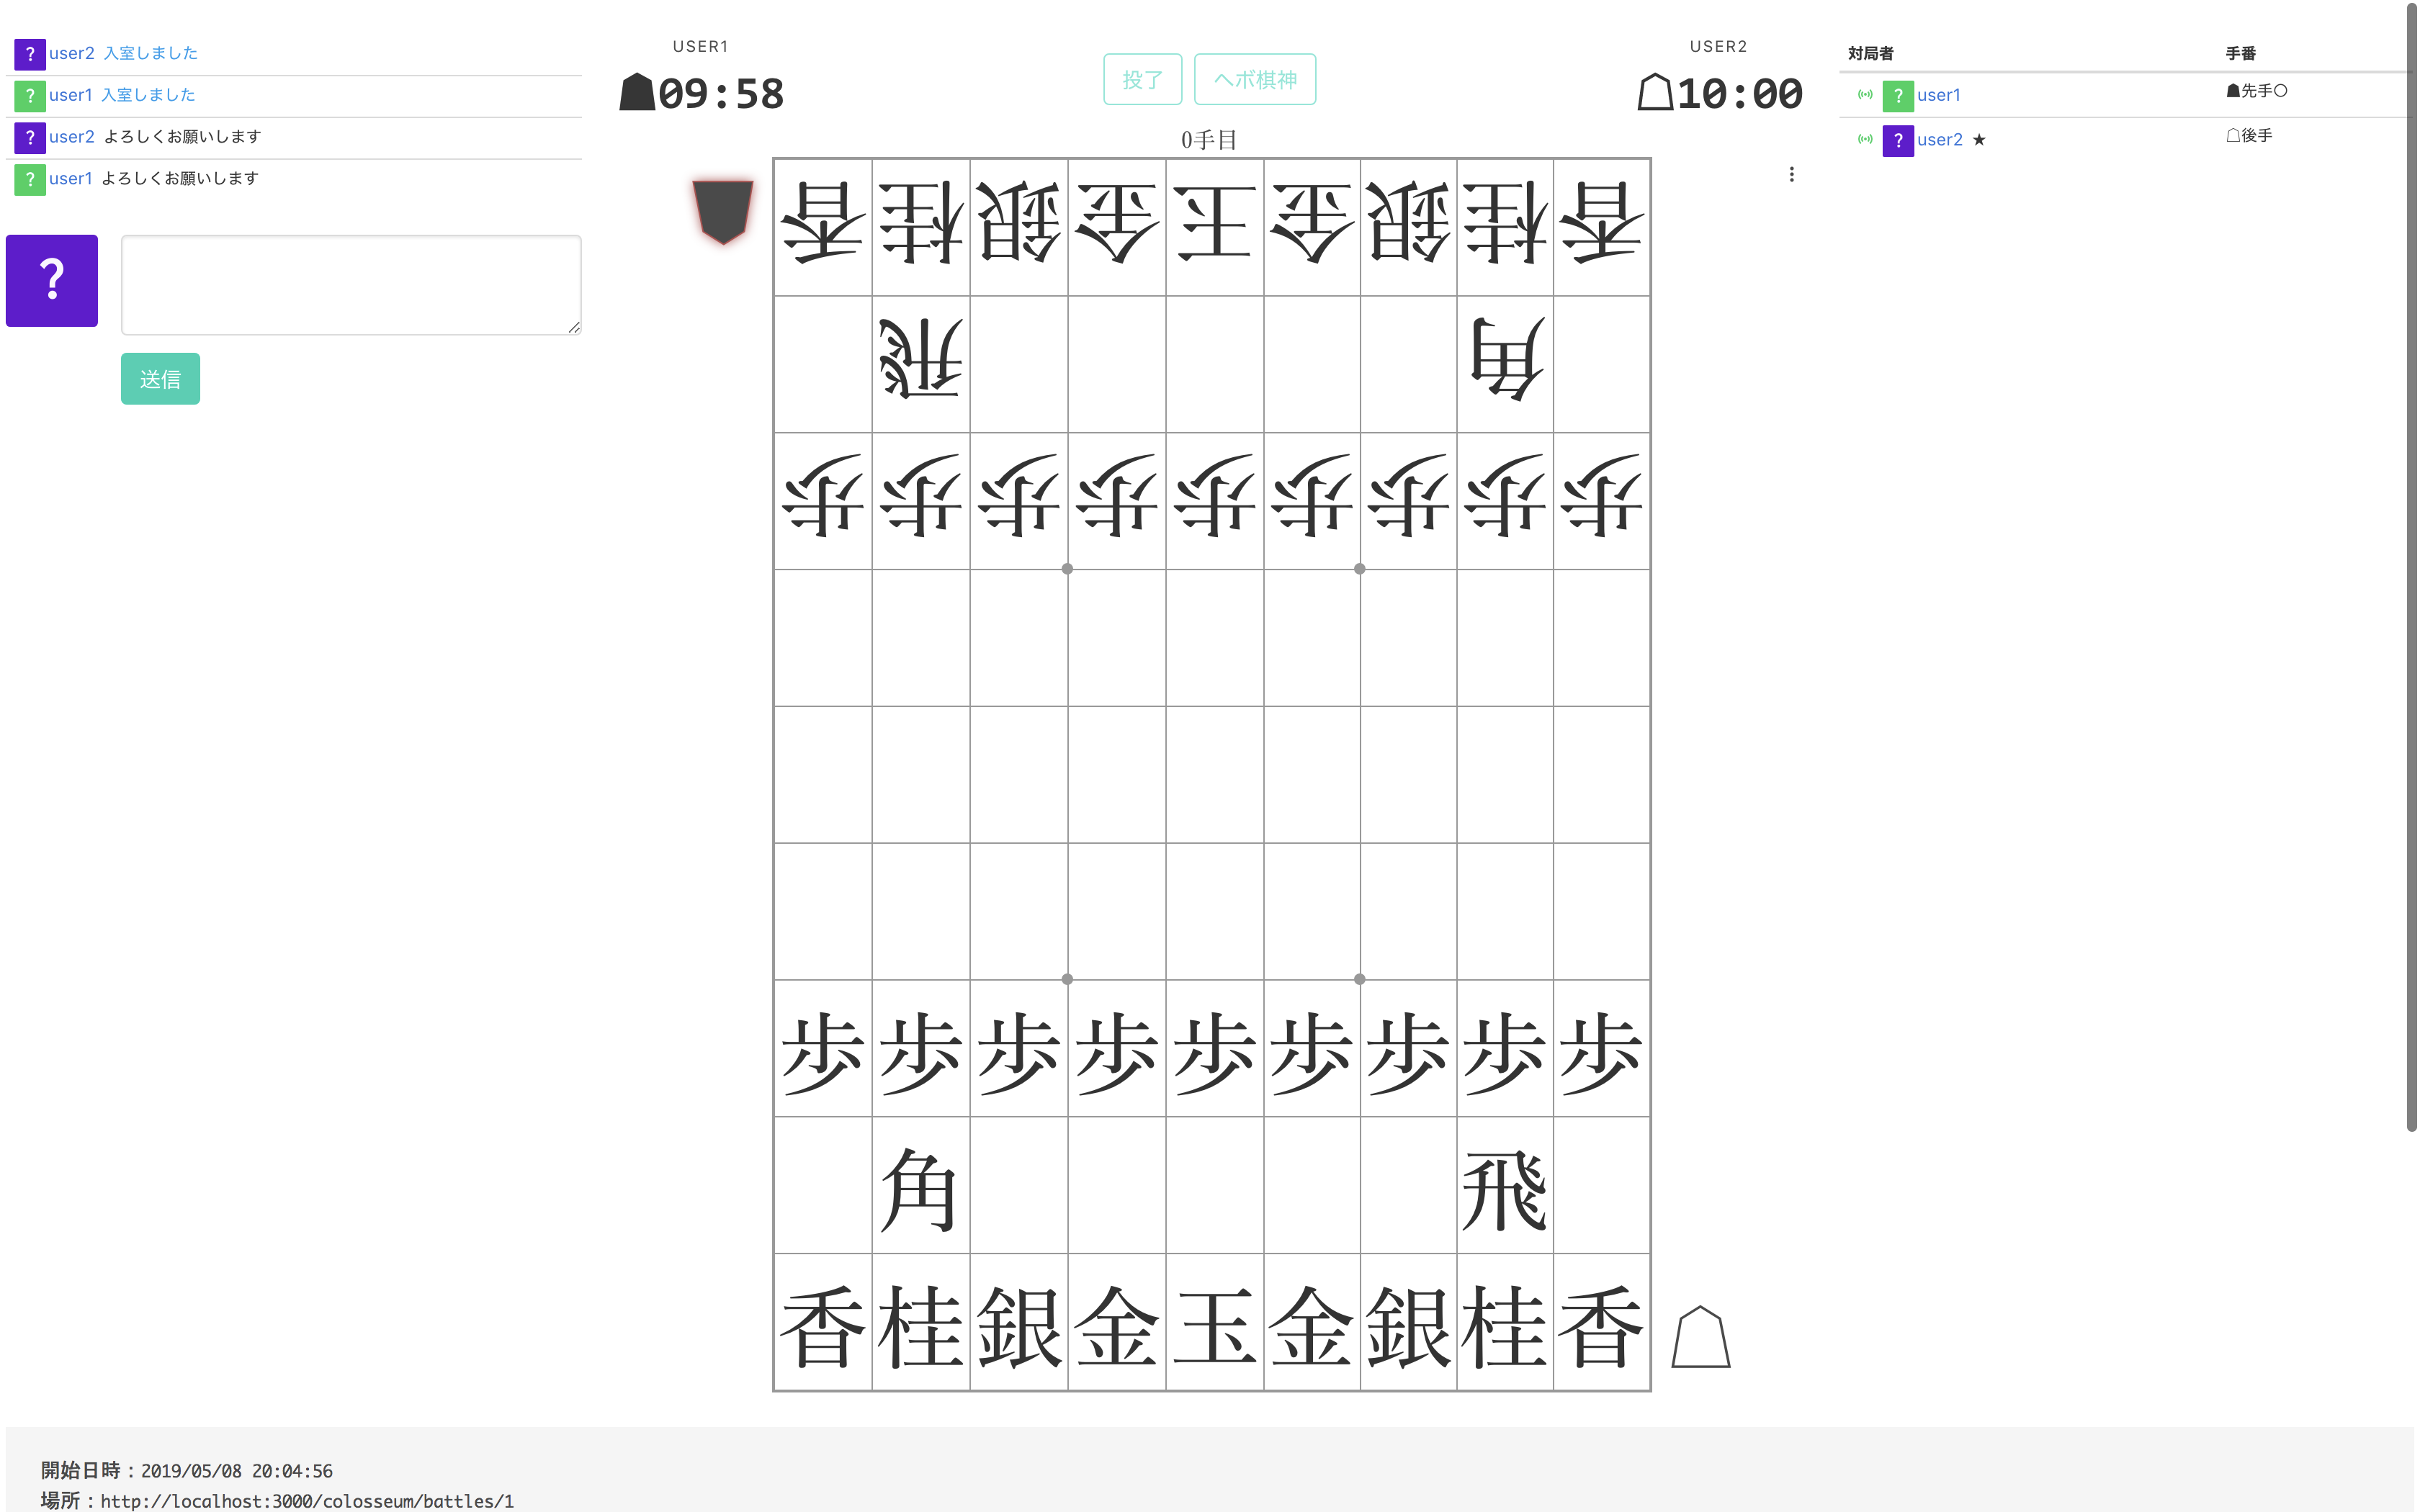 ? user2 入室しました
? user1 入室しました
? user2 よろしくお願いします
? user1 よろしくお願いします
?
送信
USER1
09:58
投了 ヘボ棋神
USER2
10:00
0手目
香桂銀金玉金銀桂香
飛角
歩歩歩歩歩歩歩歩歩
歩歩歩歩歩歩歩歩歩
角飛
香桂銀金玉金銀桂香
対局者 手番
? user1 ☗先手○
? user2 ★ ☖後手
開始日時：2019/05/08 20:04:56
場所：http://localhost:3000/colosseum/battles/1